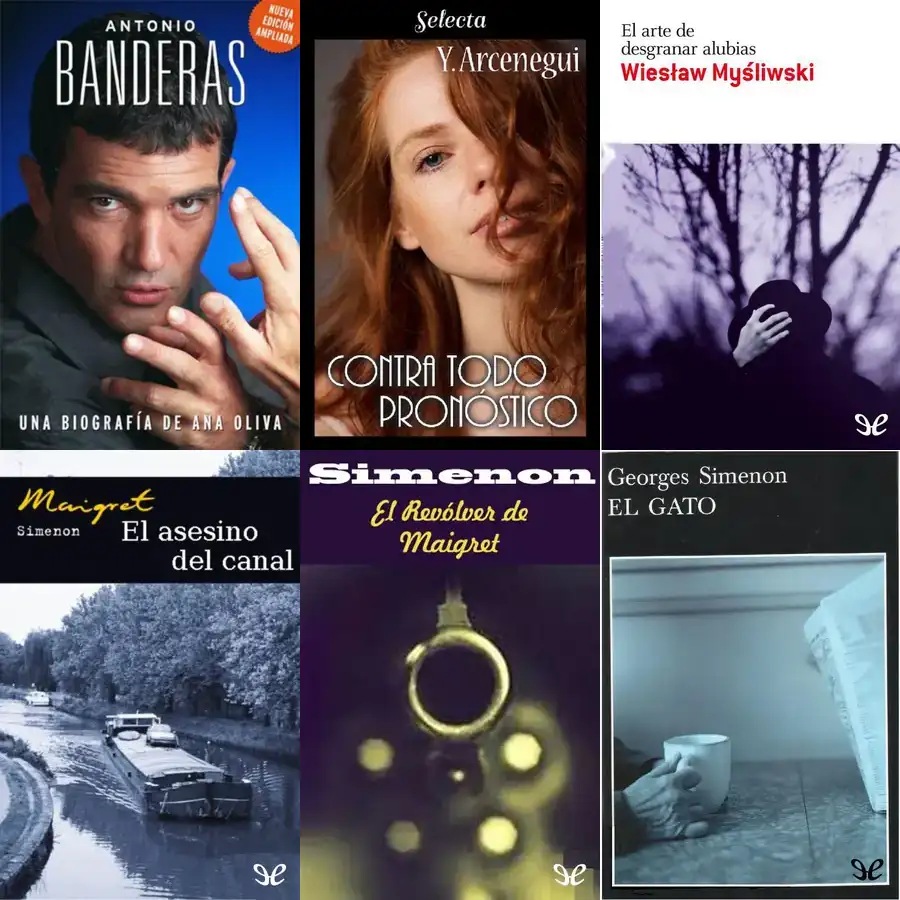 ANTONIO
BANDERAS
NUEVA
EDICIÓN
AMPLIADA
UNA BIOGRAFÍA DE ANA OLIVA
Selecta
Y. Arcenegui
CONTRA TODO
PRONÓSTICO
El arte de
desgranar alubias
Wiesław Myśliwski
Maigret
Simenon
El asesino
del canal
Simenon
El Revólver de
Maigret
Georges Simenon
EL GATO